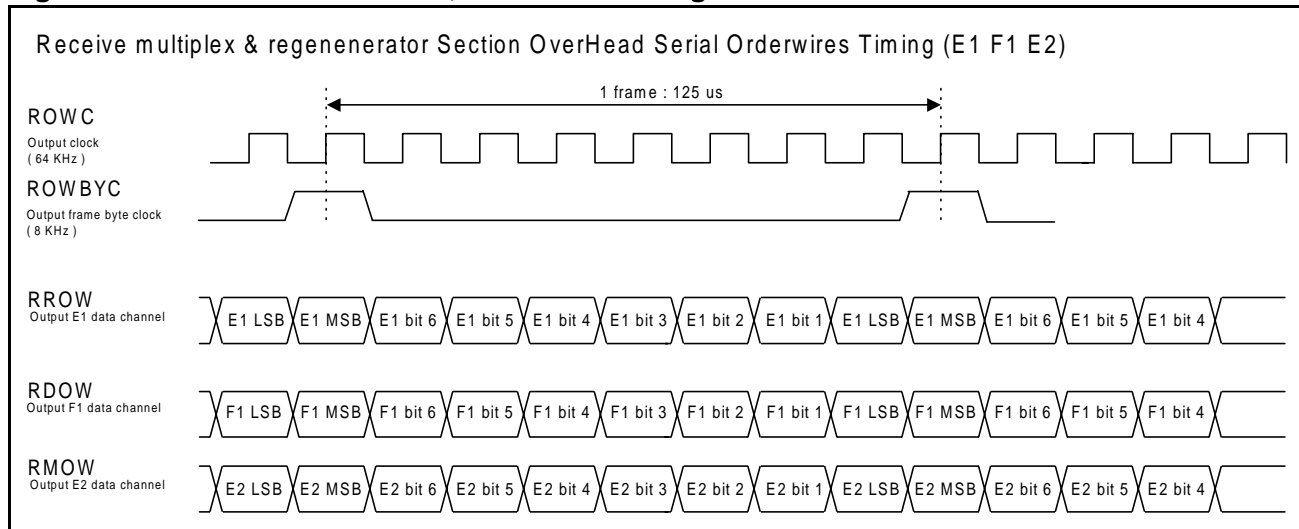 Receive multiplex & regenenerator Section OverHead Serial Orderwires Timing (E1 F1 E2)
1 frame : 125 us
ROWC
Output clock
( 64 KHz )
ROWBYC
Output frame byte clock
( 8 KHz )
RROW
Output E1 data channel
E1 LSB E1 MSB E1 bit 6 E1 bit 5 E1 bit 4 E1 bit 3 E1 bit 2 E1 bit 1 E1 LSB E1 MSB E1 bit 6 E1 bit 5 E1 bit 4
RDOW
Output F1 data channel
F1 LSB F1 MSB F1 bit 6 F1 bit 5 F1 bit 4 F1 bit 3 F1 bit 2 F1 bit 1 F1 LSB F1 MSB F1 bit 6 F1 bit 5 F1 bit 4
RMOW
Output E2 data channel
E2 LSB E2 MSB E2 bit 6 E2 bit 5 E2 bit 4 E2 bit 3 E2 bit 2 E2 bit 1 E2 LSB E2 MSB E2 bit 6 E2 bit 5 E2 bit 4